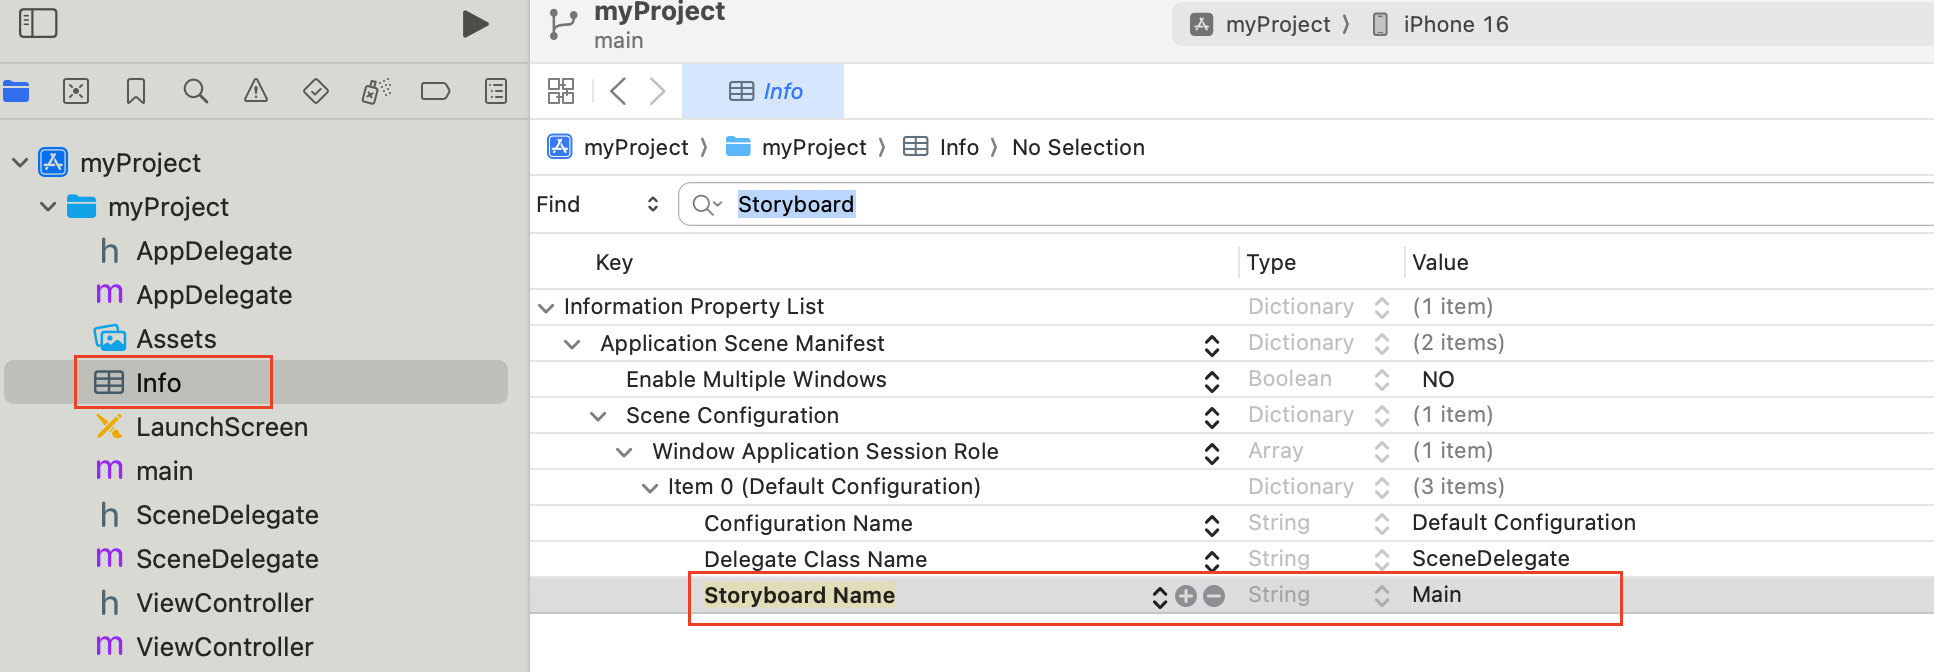 myProject
main
myProject 〉 iPhone 16
Info
myProject 〉 myProject 〉 Info 〉 No Selection
Find Storyboard
myProject
myProject
h AppDelegate
m AppDelegate
Assets
Info
LaunchScreen
m main
h SceneDelegate
m SceneDelegate
h ViewController
m ViewController
Key Type Value
Information Property List Dictionary (1 item)
Application Scene Manifest Dictionary (2 items)
Enable Multiple Windows Boolean NO
Scene Configuration Dictionary (1 item)
Window Application Session Role Array (1 item)
Item 0 (Default Configuration) Dictionary (3 items)
Configuration Name String Default Configuration
Delegate Class Name String SceneDelegate
Storyboard Name String Main